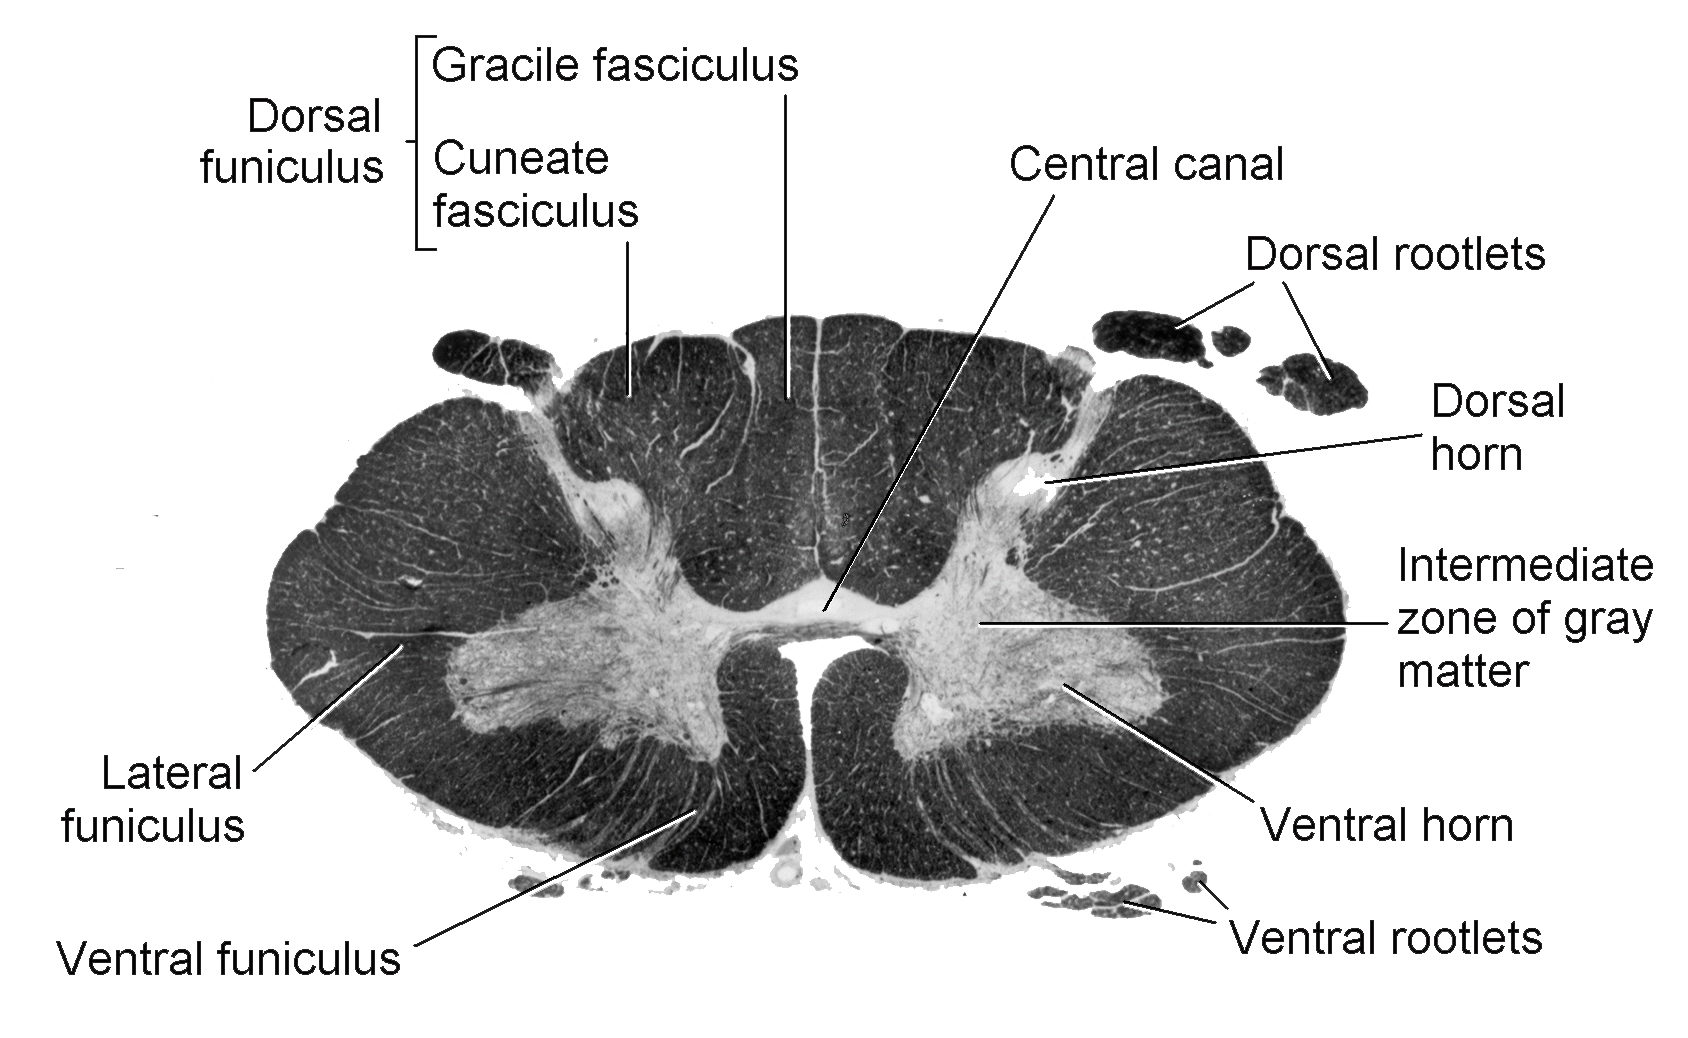 Gracile fasciculus
Dorsal
funiculus
Cuneate
fasciculus
Central canal
Dorsal rootlets
Dorsal
horn
Intermediate
zone of gray
matter
Lateral
funiculus
Ventral horn
Ventral funiculus
Ventral rootlets